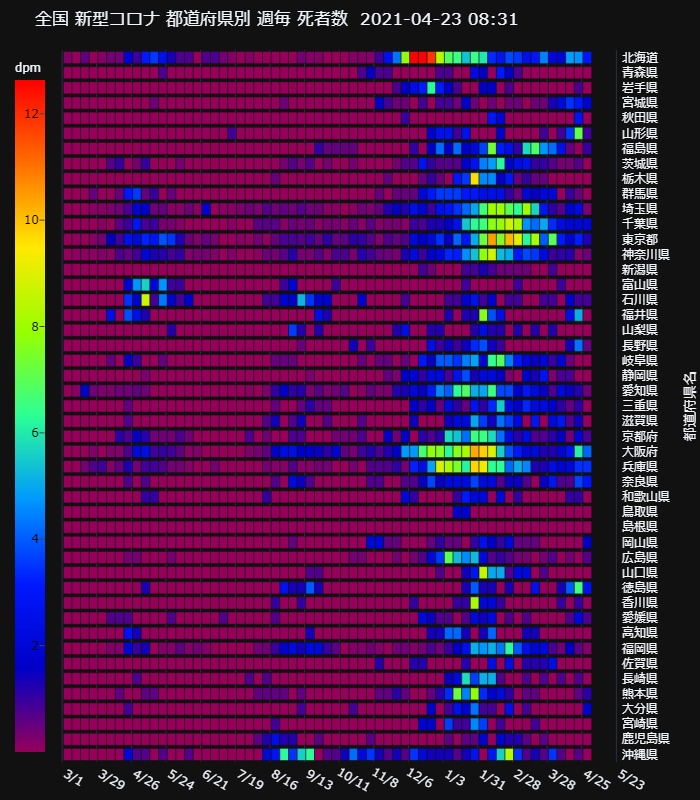 全国 新型コロナ 都道府県別 週毎 死者数 2021-04-23 08:31
dpm
12
10
8
6
4
2
北海道
青森県
岩手県
宮城県
秋田県
山形県
福島県
茨城県
栃木県
群馬県
埼玉県
千葉県
東京都
神奈川県
新潟県
富山県
石川県
福井県
山梨県
長野県
岐阜県
静岡県
愛知県
三重県
滋賀県
京都府
大阪府
兵庫県
奈良県
和歌山県
鳥取県
島根県
岡山県
広島県
山口県
徳島県
香川県
愛媛県
高知県
福岡県
佐賀県
長崎県
熊本県
大分県
宮崎県
鹿児島県
沖縄県
都道府県名
3/1 3/29 4/26 5/24 6/21 7/19 8/16 9/13 10/11 11/8 12/6 1/3 1/31 2/28 3/28 4/25 5/23